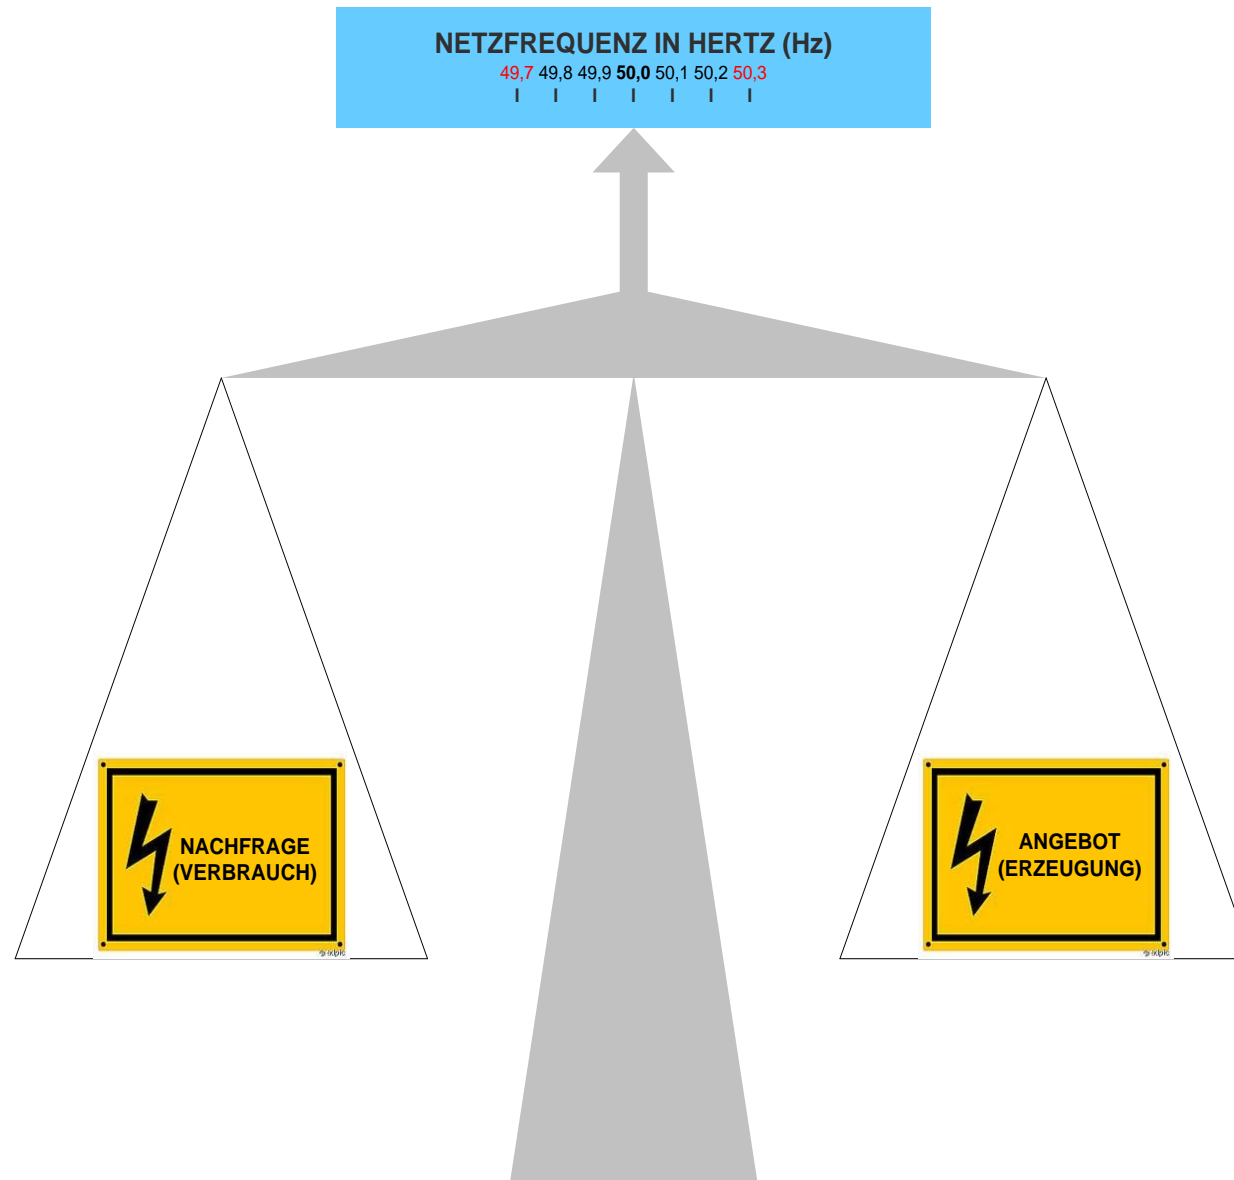 NETZFREQUENZ IN HERTZ (Hz)
49,7 49,8 49,9 50,0 50,1 50,2 50,3
NACHFRAGE
(VERBRAUCH)
ANGEBOT
(ERZEUGUNG)